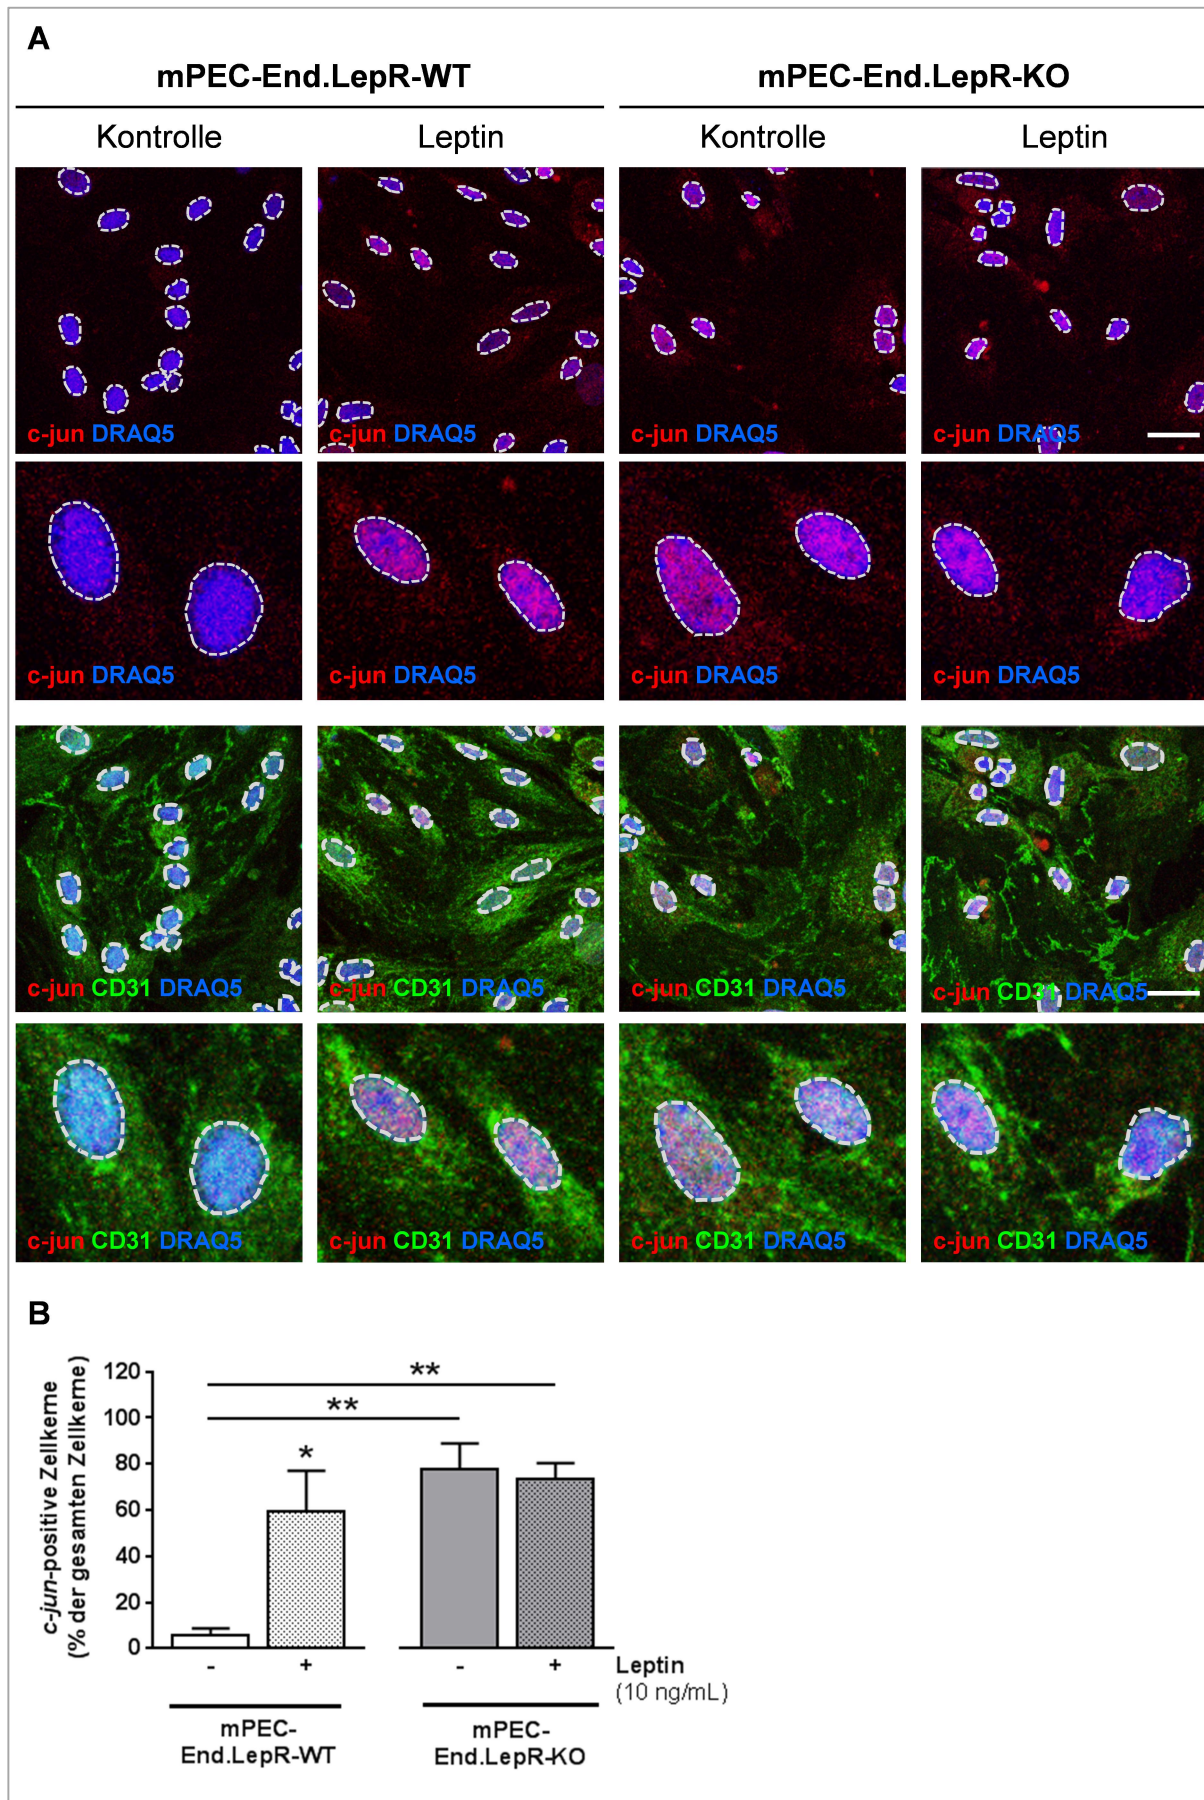 A
mPEC-End.LepR-WT mPEC-End.LepR-KO
Kontrolle Leptin Kontrolle Leptin
c-jun DRAQ5 c-jun DRAQ5 c-jun DRAQ5 c-jun DRAQ5
c-jun DRAQ5 c-jun DRAQ5 c-jun DRAQ5 c-jun DRAQ5
c-jun CD31 DRAQ5 c-jun CD31 DRAQ5 c-jun CD31 DRAQ5 c-jun CD31 DRAQ5
c-jun CD31 DRAQ5 c-jun CD31 DRAQ5 c-jun CD31 DRAQ5 c-jun CD31 DRAQ5
B
c-jun-positive Zellkerne
(% der gesamten Zellkerne)
120
100
80
60
40
20
0
**
**
*
- + - + Leptin
(10 ng/mL)
mPEC-
End.LepR-WT
mPEC-
End.LepR-KO